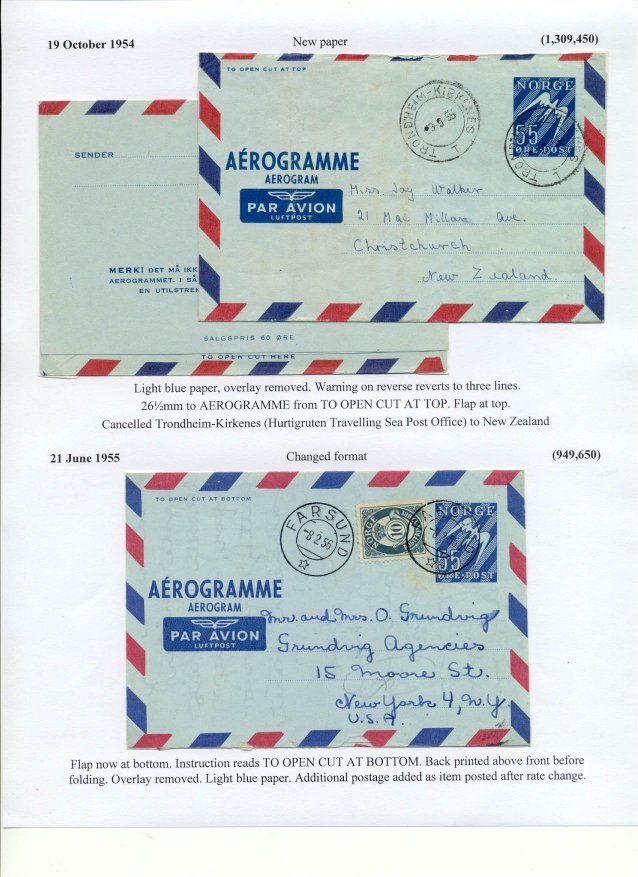 19 October 1954 New paper (1,309,450)
TO OPEN CUT AT TOP
NORGE
55
ØRE-POST
TRONDHEIM-KIRKENES
SENDER
AÉROGRAMME
AEROGRAM
PAR AVION
LUFTPOST
Miss. Jay Walker
21 Mac Millan Ave.
Christchurch
New Zealand.
MERK! DET MÅ IKK
AEROGRAMMET. I SÅ
EN UTILSTREK
SALGSPRIS 60 ØRE
TO OPEN CUT HERE
Light blue paper, overlay removed. Warning on reverse reverts to three lines.
26½mm to AEROGRAMME from TO OPEN CUT AT TOP. Flap at top.
Cancelled Trondheim-Kirkenes (Hurtigruten Travelling Sea Post Office) to New Zealand
21 June 1955 Changed format (949,650)
TO OPEN CUT AT BOTTOM
FARSUND
-8.2.56
NORGE
10
NORGE
55
ØRE-POST
AÉROGRAMME
AEROGRAM
PAR AVION
LUFTPOST
Mr. and Mrs. O. Grundvig
Grundvig Agencies
15 Moore St.
New York 4, N.Y.
U.S.A.
Flap now at bottom. Instruction reads TO OPEN CUT AT BOTTOM. Back printed above front before
folding. Overlay removed. Light blue paper. Additional postage added as item posted after rate change.